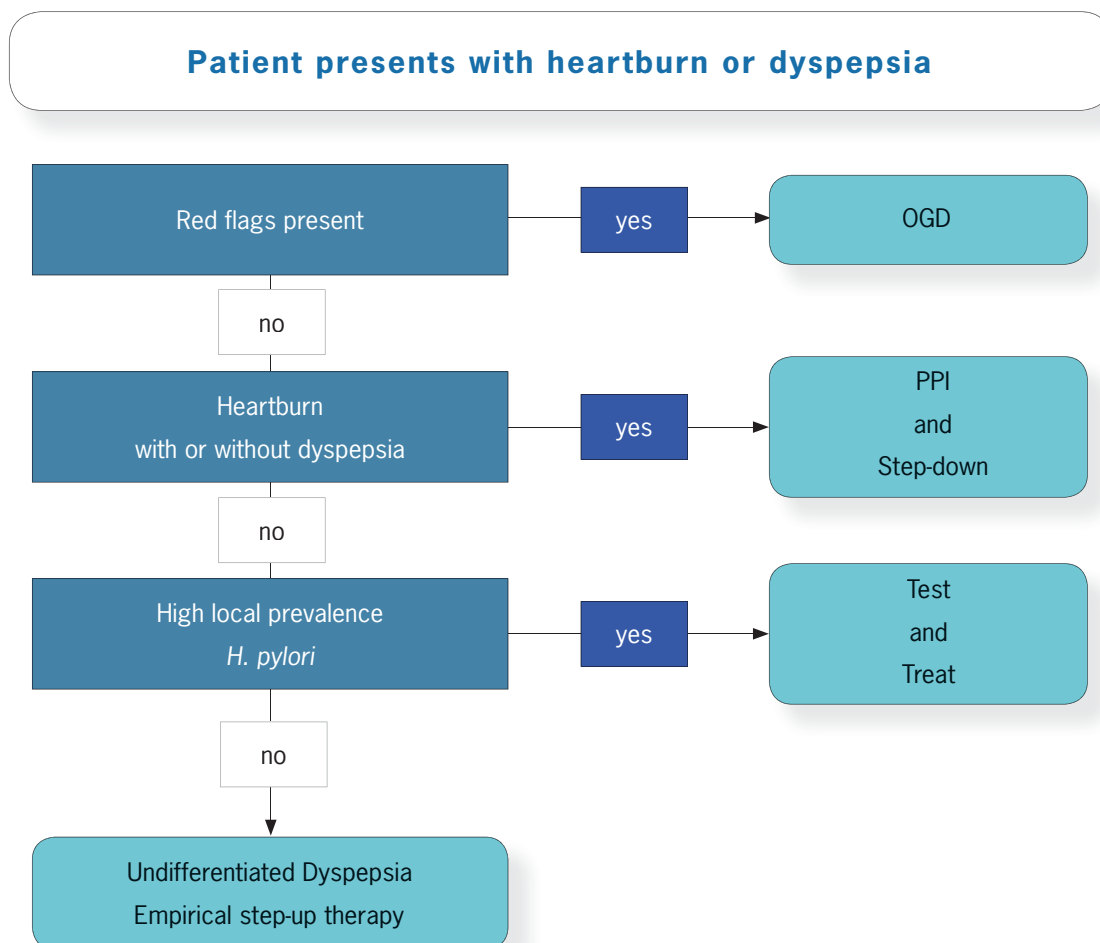 Patient presents with heartburn or dyspepsia
Red flags present
yes
OGD
no
Heartburn
with or without dyspepsia
yes
PPI
and
Step-down
no
High local prevalence
H. pylori
yes
Test
and
Treat
no
Undifferentiated Dyspepsia
Empirical step-up therapy